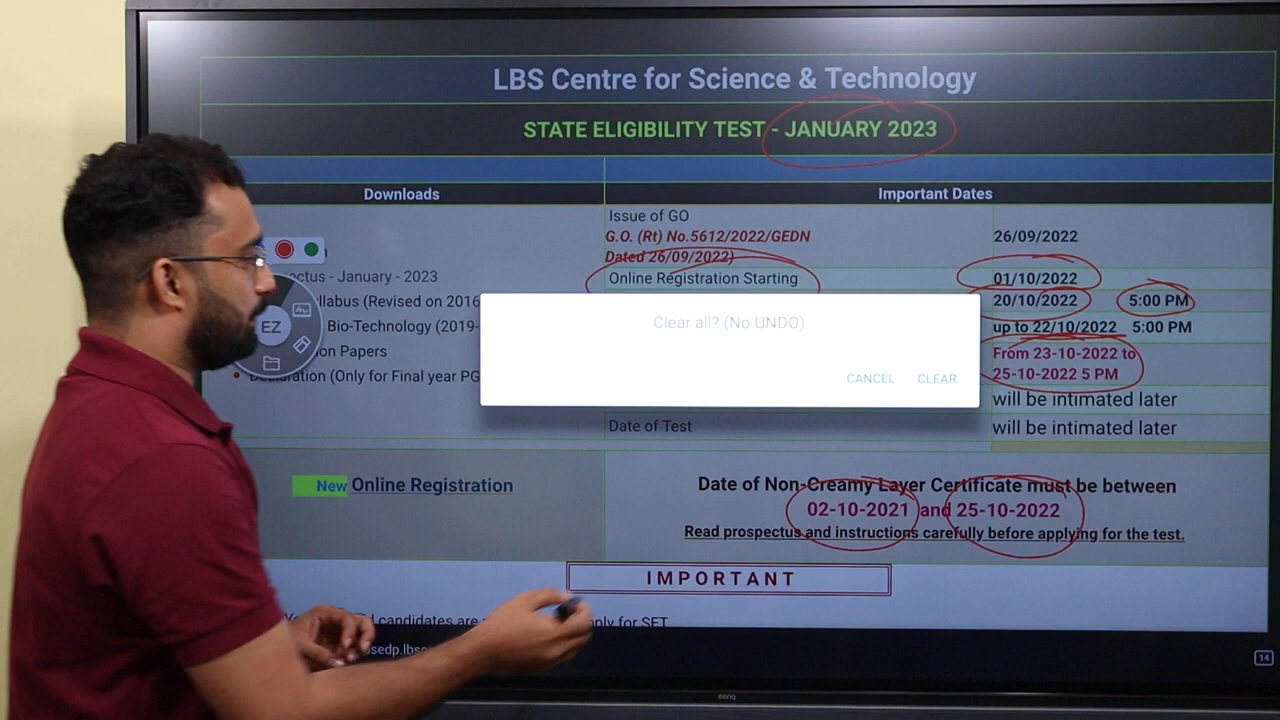 LBS Centre for Science & Technology
STATE ELIGIBILITY TEST - JANUARY 2023
Downloads
Important Dates
Issue of GO
G.O. (Rt) No.5612/2022/GEDN
Dated 26/09/2022)
26/09/2022
- January - 2023
Online Registration Starting
01/10/2022
(Revised on 2016
20/10/2022 5:00 PM
EZ
Bio-Technology (2019-
up to 22/10/2022 5:00 PM
Papers
From 23-10-2022 to
25-10-2022 5 PM
(Only for Final year PG
Clear all? (No UNDO)
CANCEL CLEAR
will be intimated later
Date of Test
will be intimated later
New Online Registration
Date of Non-Creamy Layer Certificate must be between
02-10-2021 and 25-10-2022
Read prospectus and instructions carefully before applying for the test.
IMPORTANT
candidates are
for SET
14
BenQ